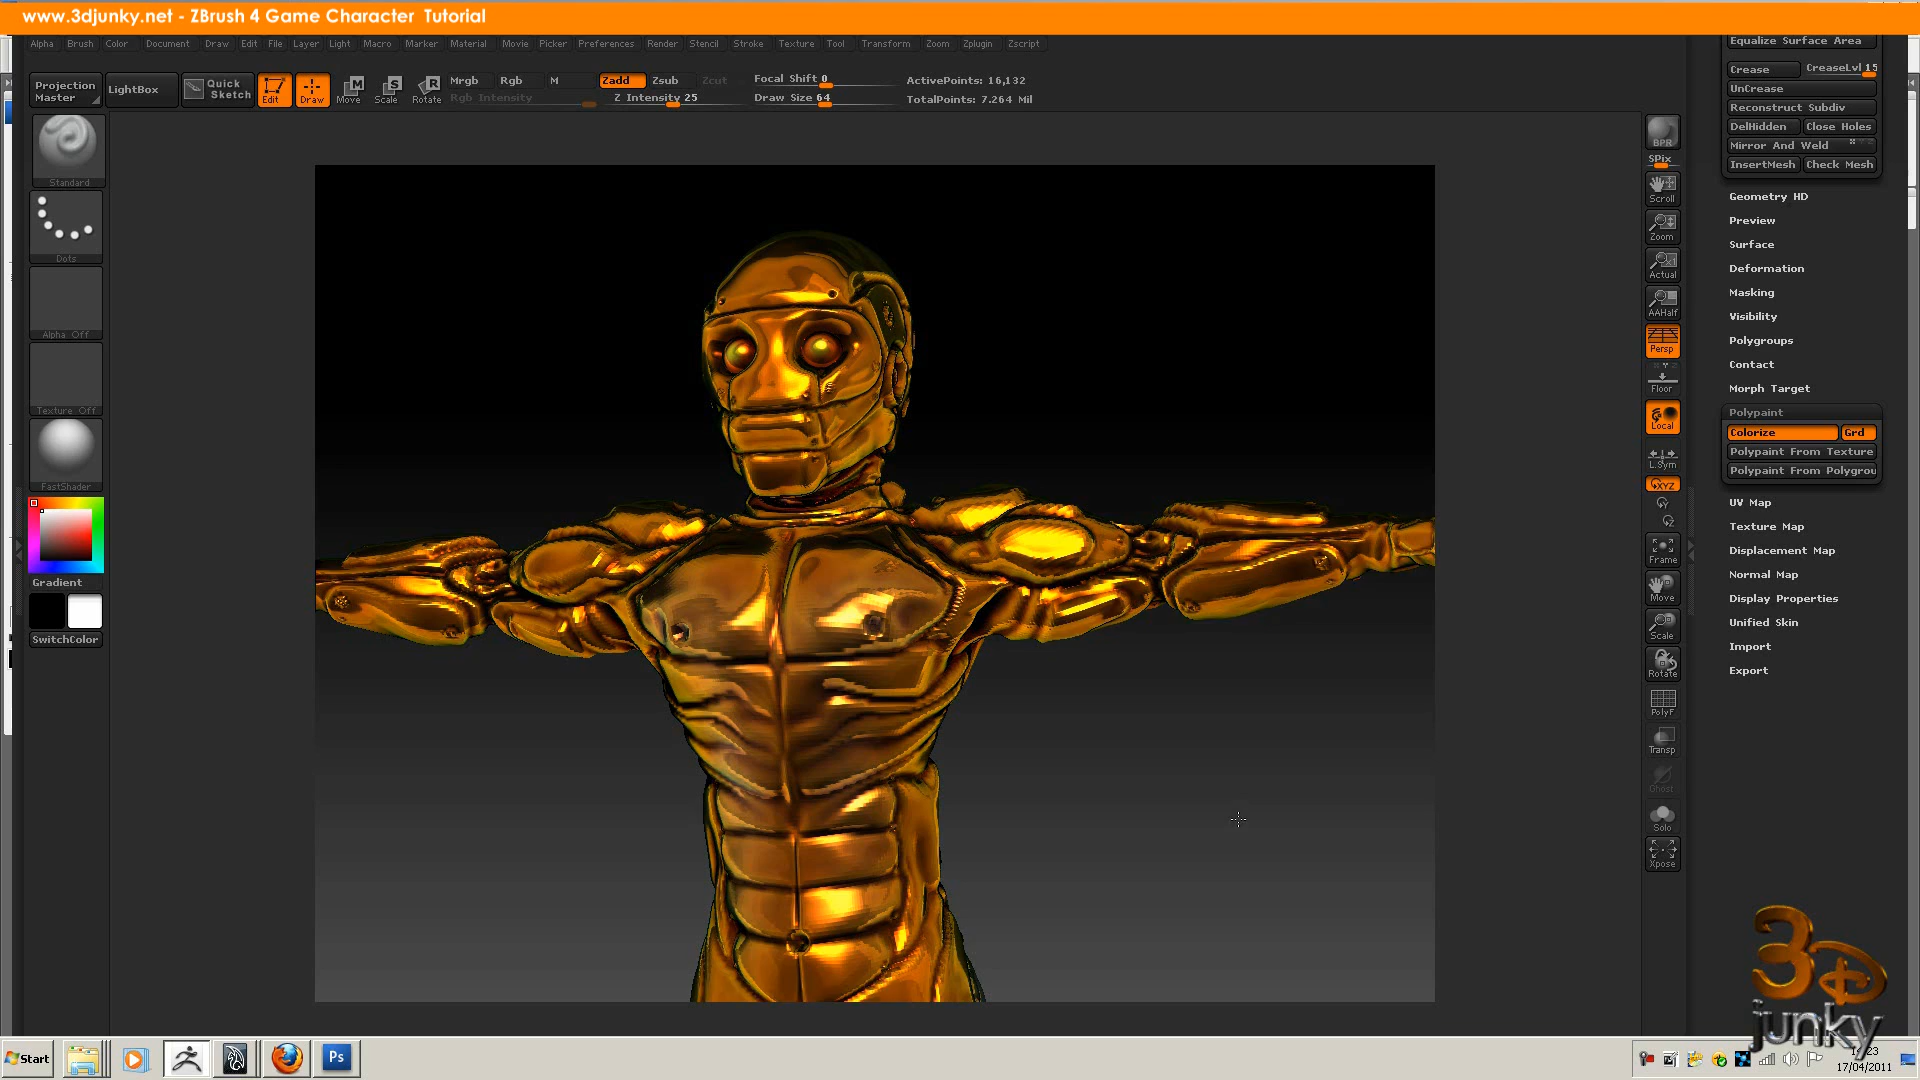 www.3djunky.net - ZBrush 4 Game Character Tutorial
Alpha Brush Color Document Draw Edit File Layer Light Macro Marker Material Movie Picker Preferences Render Stencil Stroke Texture Tool Transform Zoom Zplugin Zscript
Projection Master
LightBox
Quick Sketch
Edit
Draw
Move
Scale
Rotate
Mrgb Rgb M
Rgb Intensity
Zadd Zsub Zcut
Z Intensity 25
Focal Shift 0
Draw Size 64
ActivePoints: 16,132
TotalPoints: 7.264 Mil
Standard
Dots
Alpha Off
Texture Off
FastShader
Gradient
SwitchColor
BPR
SPix
Scroll
Zoom
Actual
AAHalf
Persp
Floor
Local
L.Sym
XYZ
Y
Z
Frame
Move
Scale
Rotate
PolyF
Transp
Ghost
Solo
Xpose
Equalize Surface Area
Crease CreaseLvl 15
UnCrease
Reconstruct Subdiv
DelHidden Close Holes
Mirror And Weld
InsertMesh Check Mesh
Geometry HD
Preview
Surface
Deformation
Masking
Visibility
Polygroups
Contact
Morph Target
Polypaint
Colorize Grd
Polypaint From Texture
Polypaint From Polygrou
UV Map
Texture Map
Displacement Map
Normal Map
Display Properties
Unified Skin
Import
Export
3D
junky
Start
Ps
17/04/2011